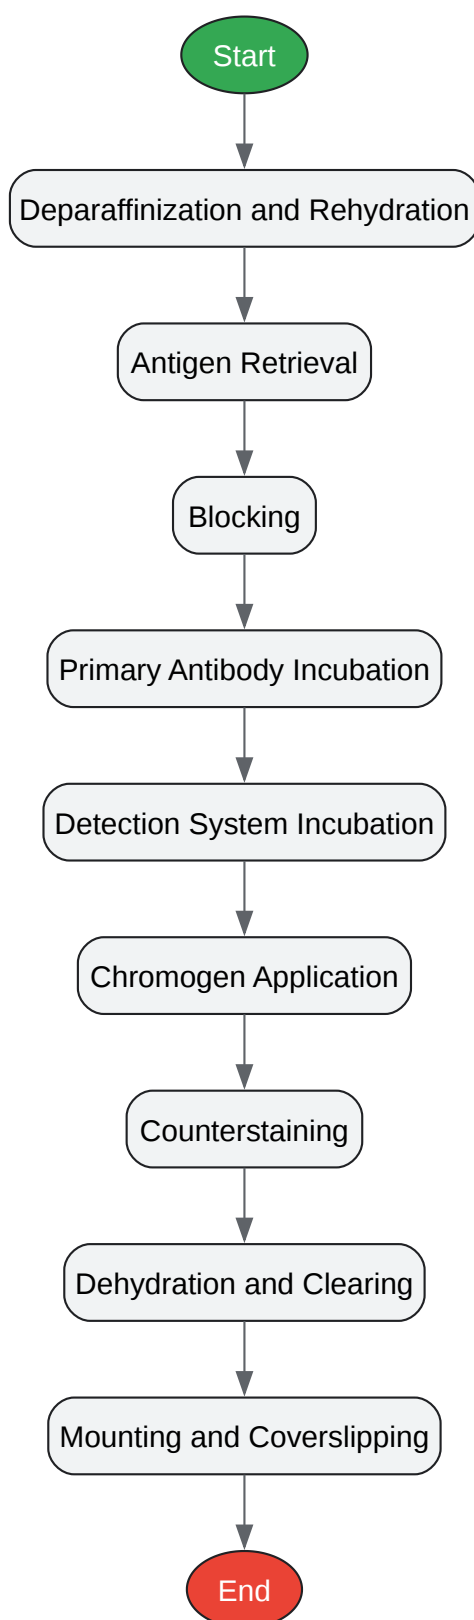 Start
Deparaffinization and Rehydration
Antigen Retrieval
Blocking
Primary Antibody Incubation
Detection System Incubation
Chromogen Application
Counterstaining
Dehydration and Clearing
Mounting and Coverslipping
End